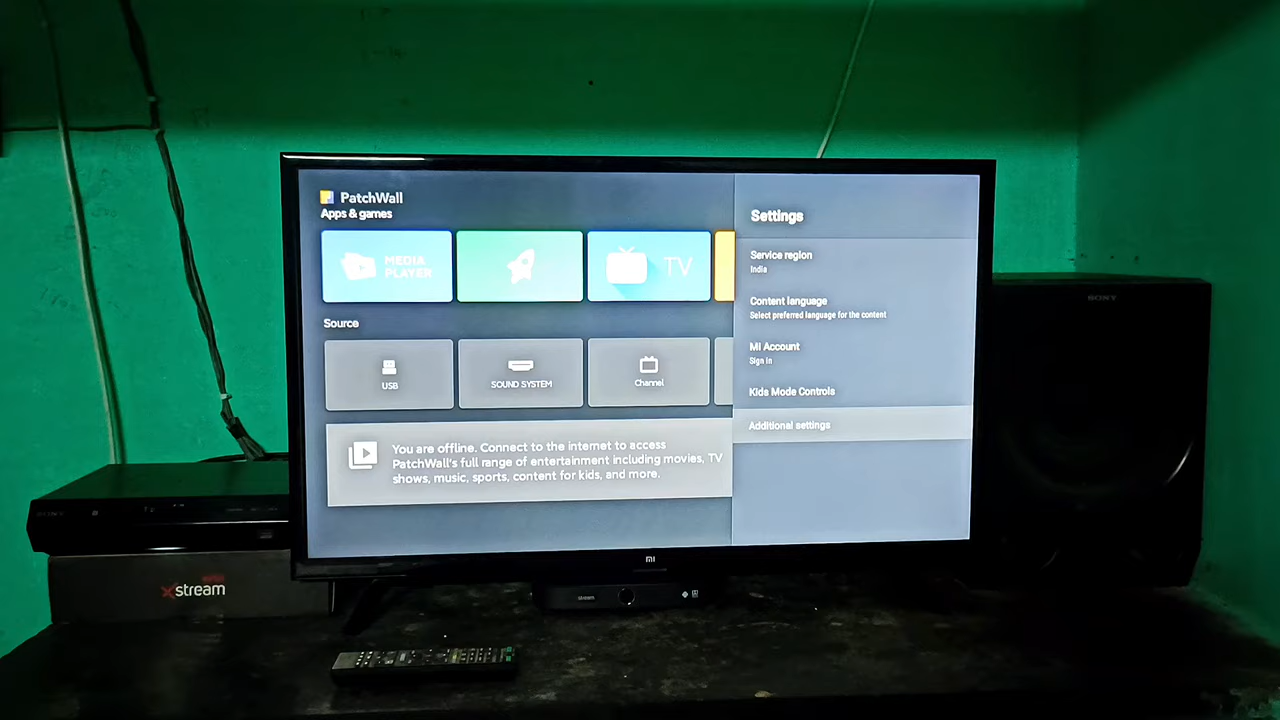 PatchWall
Apps & games
MEDIA
PLAYER
TV
Source
USB
SOUND SYSTEM
Channel
You are offline. Connect to the internet to access
PatchWall's full range of entertainment including movies, TV
shows, music, sports, content for kids, and more.
Settings
Service region
India
Content language
Select preferred language for the content
MI Account
Sign in
Kids Mode Controls
Additional settings
SONY
SONY
xstream
mi
xstream